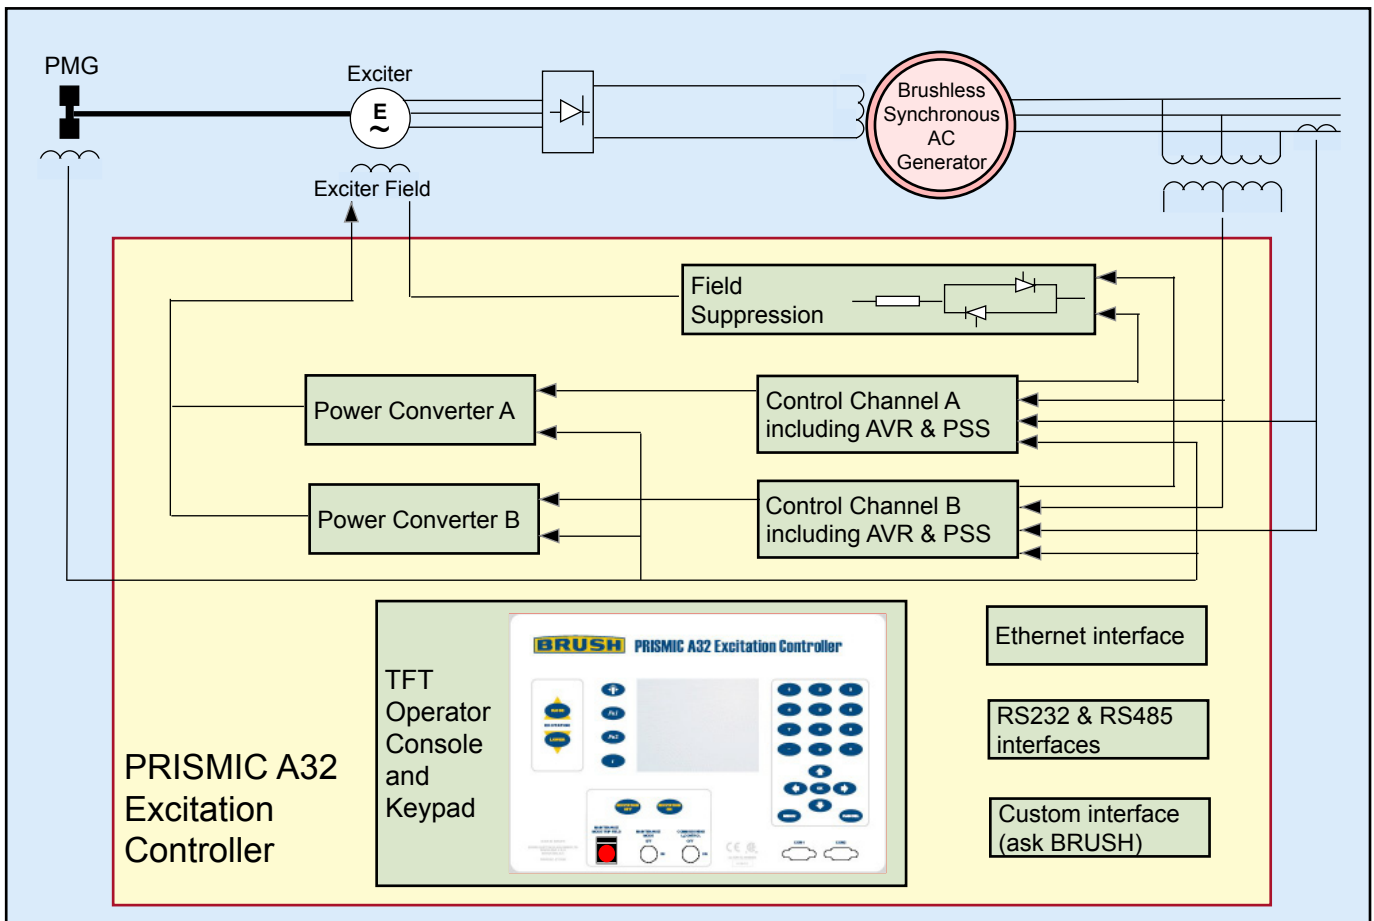 PMG
Exciter
E
~
Exciter Field
Brushless
Synchronous
AC
Generator
Field
Suppression
Power Converter A
Control Channel A
including AVR & PSS
Power Converter B
Control Channel B
including AVR & PSS
PRISMIC A32
Excitation
Controller
TFT
Operator
Console
and
Keypad
BRUSH PRISMIC A32 Excitation Controller
Ethernet interface
RS232 & RS485
interfaces
Custom interface
(ask BRUSH)